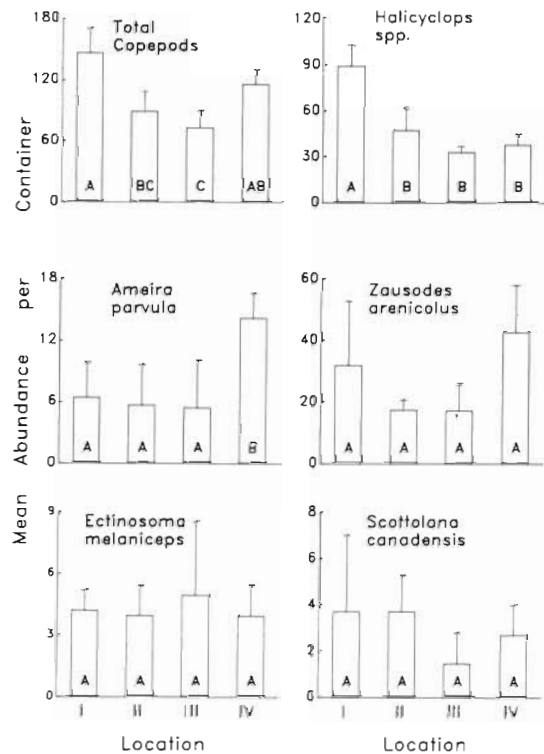 Total
Copepods
180
120
60
0
A
BC
C
AB
Halicyclops
spp.
120
90
60
30
0
A
B
B
B
Ameira
parvula
18
12
6
0
A
A
A
B
Zausodes
arenicolus
60
40
20
0
A
A
A
A
Ectinosoma
melaniceps
9
6
3
0
A
A
A
A
I
II
III
IV
Location
Scottolana
canadensis
8
6
4
2
0
A
A
A
A
I
II
III
IV
Location
Mean Abundance per Container